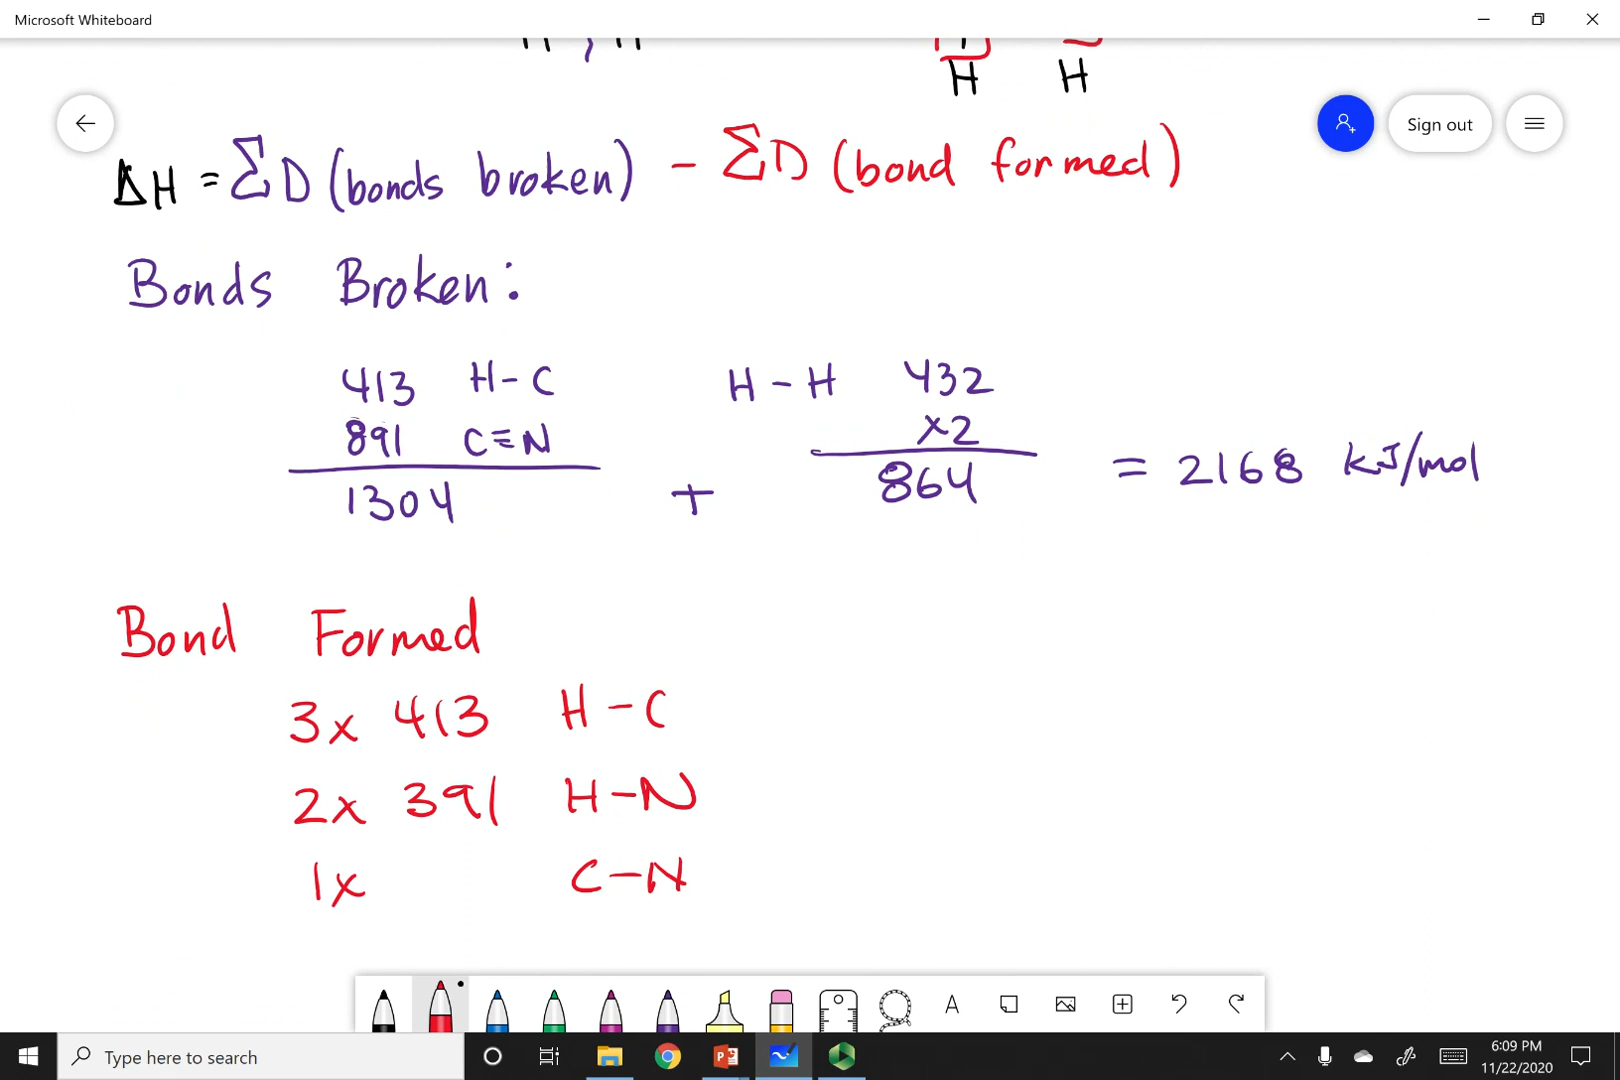 Microsoft Whiteboard
H H
H H
Sign out
ΔH = ΣD (bonds broken) - ΣD (bond formed)
Bonds Broken:
413 H-C H-H 432
891 C≡N x2
1304 + 864 = 2168 kJ/mol
Bond Formed
3x 413 H-C
2x 391 H-N
1x C-N
Type here to search
6:09 PM
11/22/2020